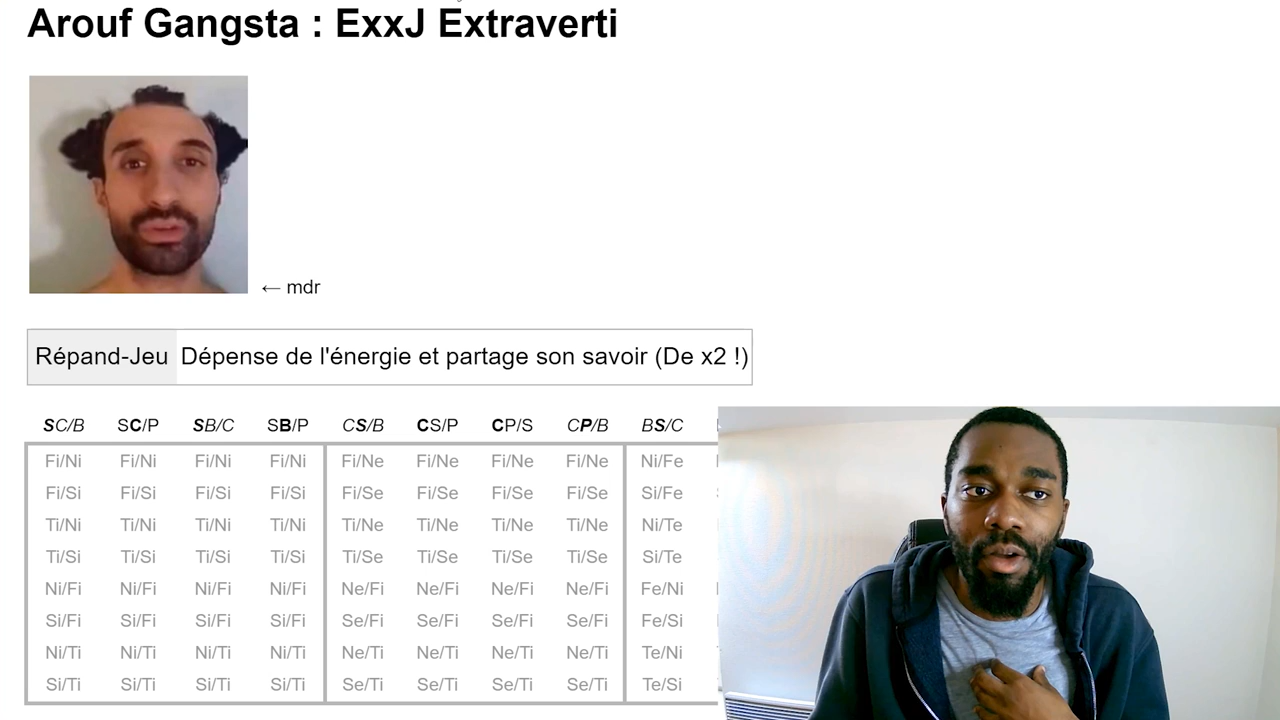 Arouf Gangsta : ExxJ Extraverti
← mdr
Répand-Jeu Dépense de l'énergie et partage son savoir (De x2 !)
SC/B SC/P SB/C SB/P CS/B CS/P CP/S CP/B BS/C
Fi/Ni Fi/Ni Fi/Ni Fi/Ni Fi/Ne Fi/Ne Fi/Ne Fi/Ne Ni/Fe
Fi/Si Fi/Si Fi/Si Fi/Si Fi/Se Fi/Se Fi/Se Fi/Se Si/Fe
Ti/Ni Ti/Ni Ti/Ni Ti/Ni Ti/Ne Ti/Ne Ti/Ne Ti/Ne Ni/Te
Ti/Si Ti/Si Ti/Si Ti/Si Ti/Se Ti/Se Ti/Se Ti/Se Si/Te
Ni/Fi Ni/Fi Ni/Fi Ni/Fi Ne/Fi Ne/Fi Ne/Fi Ne/Fi Fe/Ni
Si/Fi Si/Fi Si/Fi Si/Fi Se/Fi Se/Fi Se/Fi Se/Fi Fe/Si
Ni/Ti Ni/Ti Ni/Ti Ni/Ti Ne/Ti Ne/Ti Ne/Ti Ne/Ti Te/Ni
Si/Ti Si/Ti Si/Ti Si/Ti Se/Ti Se/Ti Se/Ti Se/Ti Te/Si